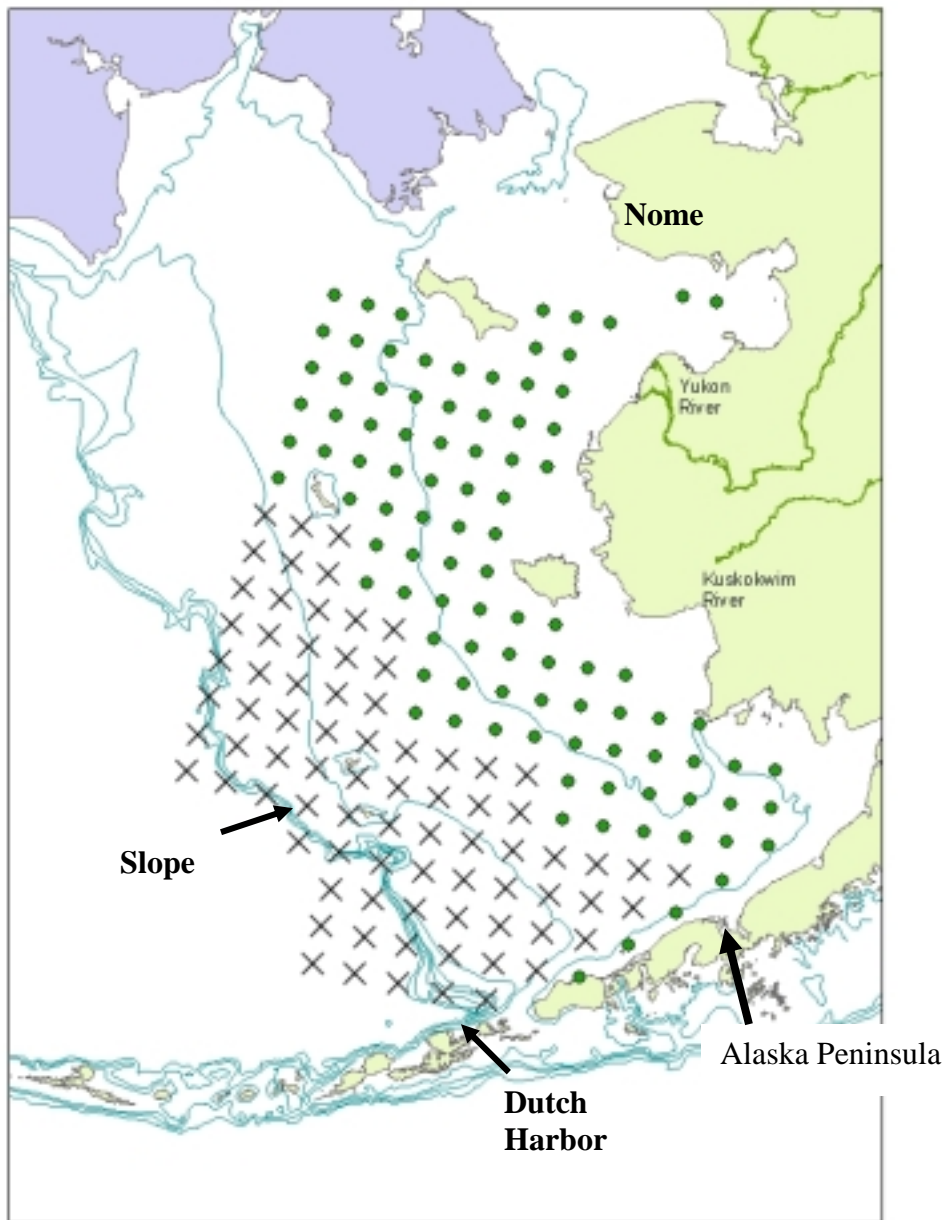 Nome
Yukon
River
Kuskokwim
River
Slope
Alaska Peninsula
Dutch
Harbor